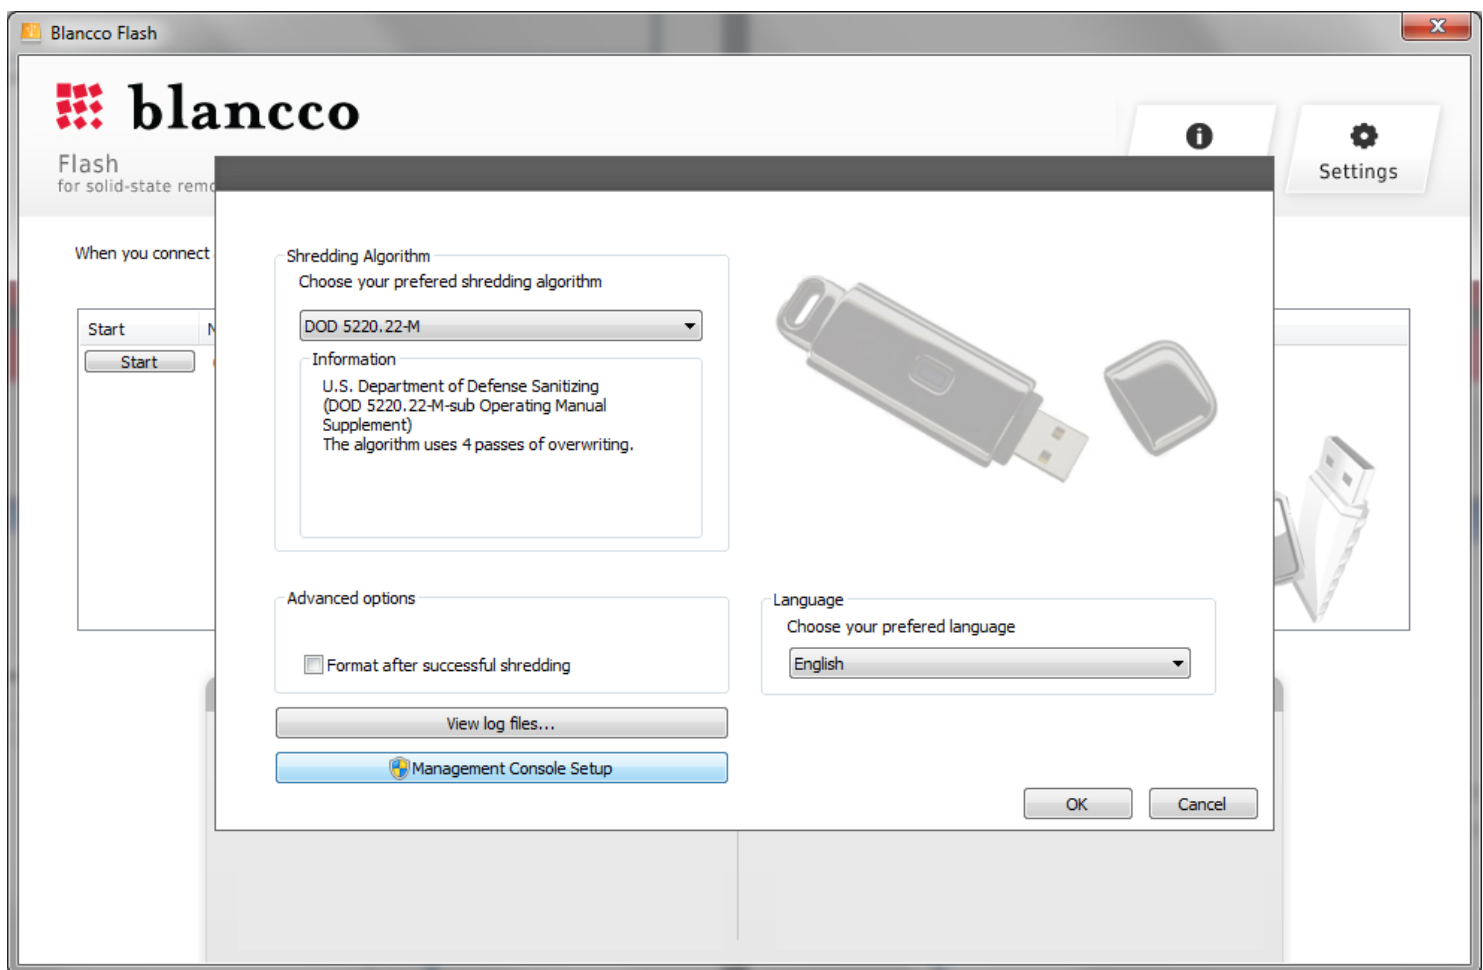 Blancco Flash
blancco
Flash
for solid-state
Settings
When you connect
Start
Start
Shredding Algorithm
Choose your prefered shredding algorithm
DOD 5220.22-M
Information
U.S. Department of Defense Sanitizing
(DOD 5220.22-M-sub Operating Manual
Supplement)
The algorithm uses 4 passes of overwriting.
Advanced options
Format after successful shredding
View log files...
Management Console Setup
Language
Choose your prefered language
English
OK
Cancel